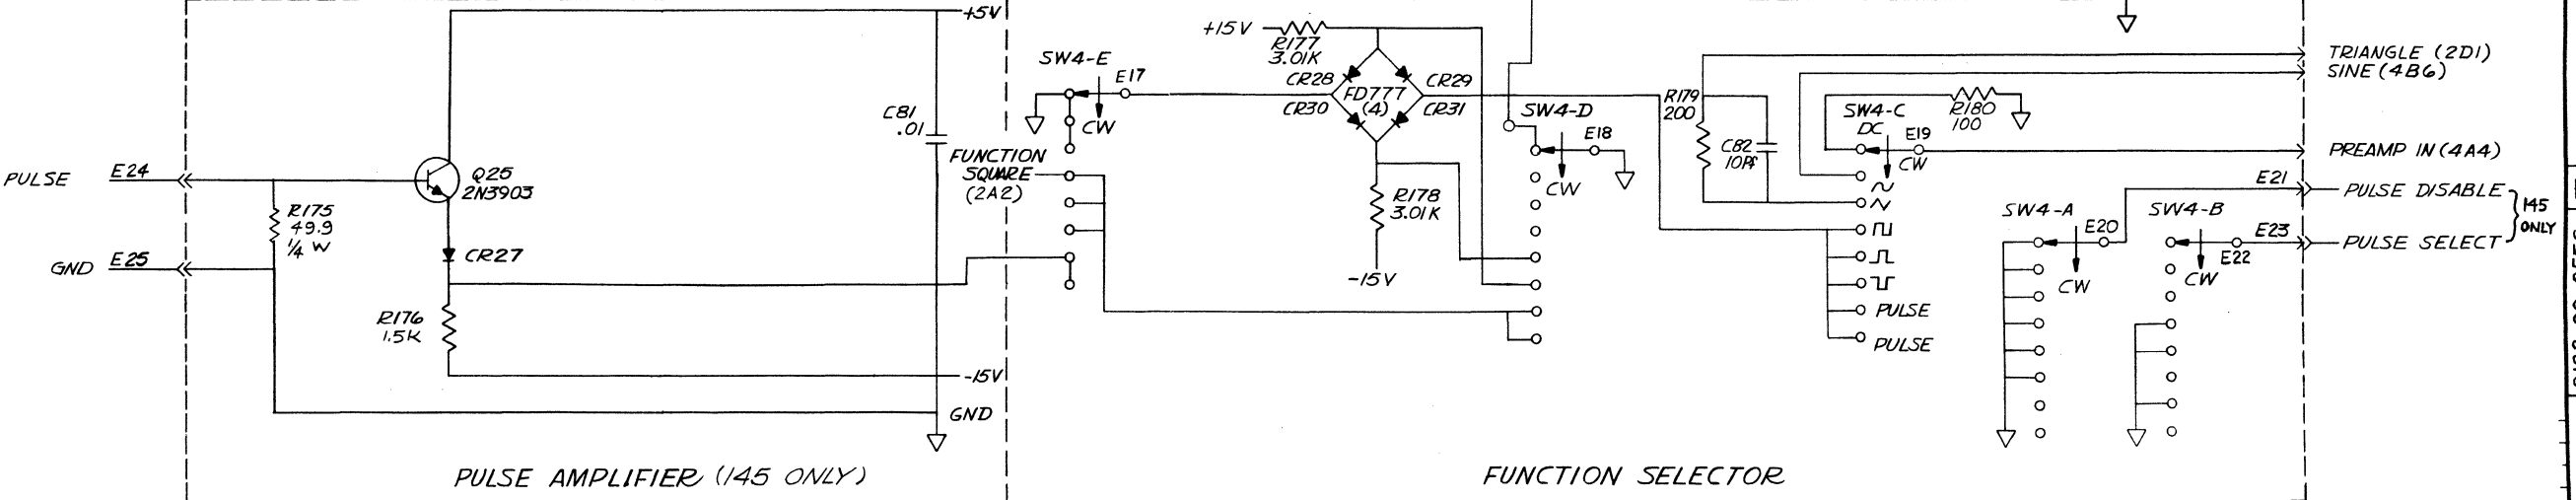 +5V
C81
.01
PULSE
E24
Q25
2N3903
R175
49.9
1/4 W
GND
E25
CR27
R176
1.5K
-15V
GND
PULSE AMPLIFIER (145 ONLY)
SW4-E
E17
CW
FUNCTION
SQUARE
(2A2)
+15V
R177
3.01K
CR28
CR29
FD777
(4)
CR30
CR31
R178
3.01K
-15V
SW4-D
E18
CW
R179
200
C82
10Pf
SW4-C
DC
E19
CW
R180
100
PULSE
PULSE
SW4-A
E20
CW
SW4-B
E22
CW
E21
E23
TRIANGLE (2D1)
SINE (4B6)
PREAMP IN (4A4)
PULSE DISABLE
PULSE SELECT
145
ONLY
FUNCTION SELECTOR